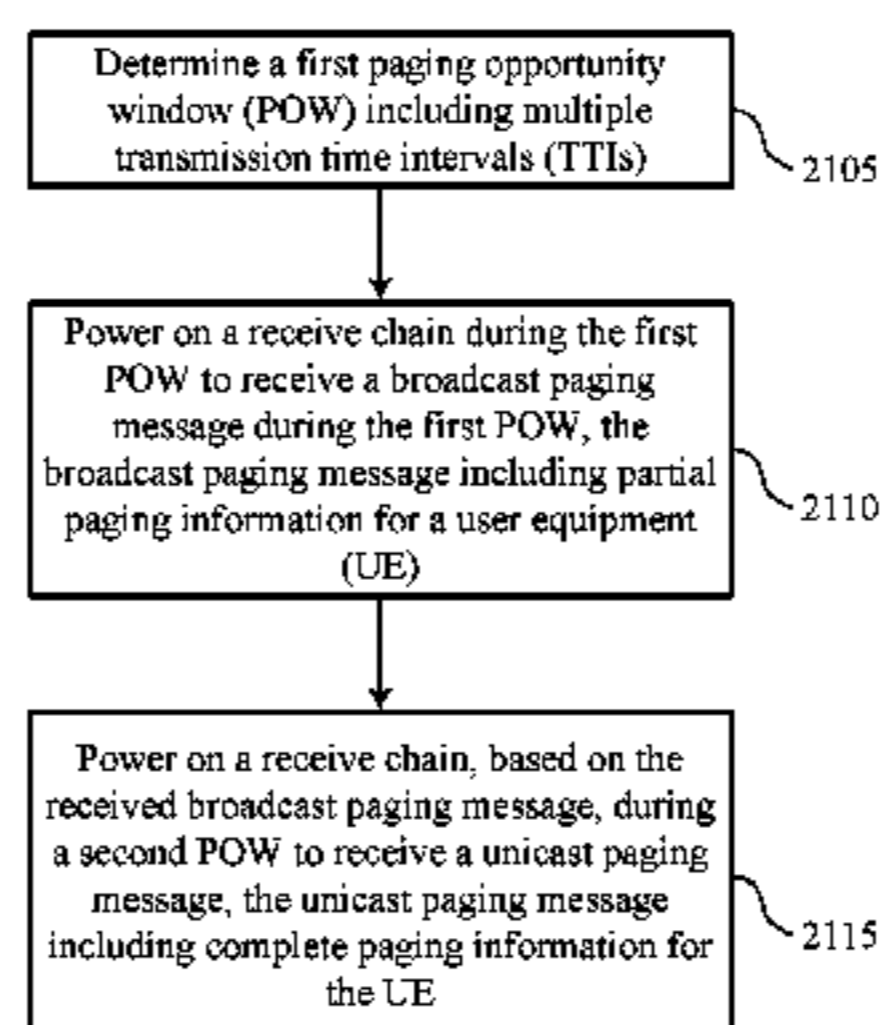 Determine a first paging opportunity
window (POW) including multiple
transmission time intervals (TTIs)
2105
Power on a receive chain during the first
POW to receive a broadcast paging
message during the first POW, the
broadcast paging message including partial
paging information for a user equipment
(UE)
2110
Power on a receive chain, based on the
received broadcast paging message, during
a second POW to receive a unicast paging
message, the unicast paging message
including complete paging information for
the UE
2115